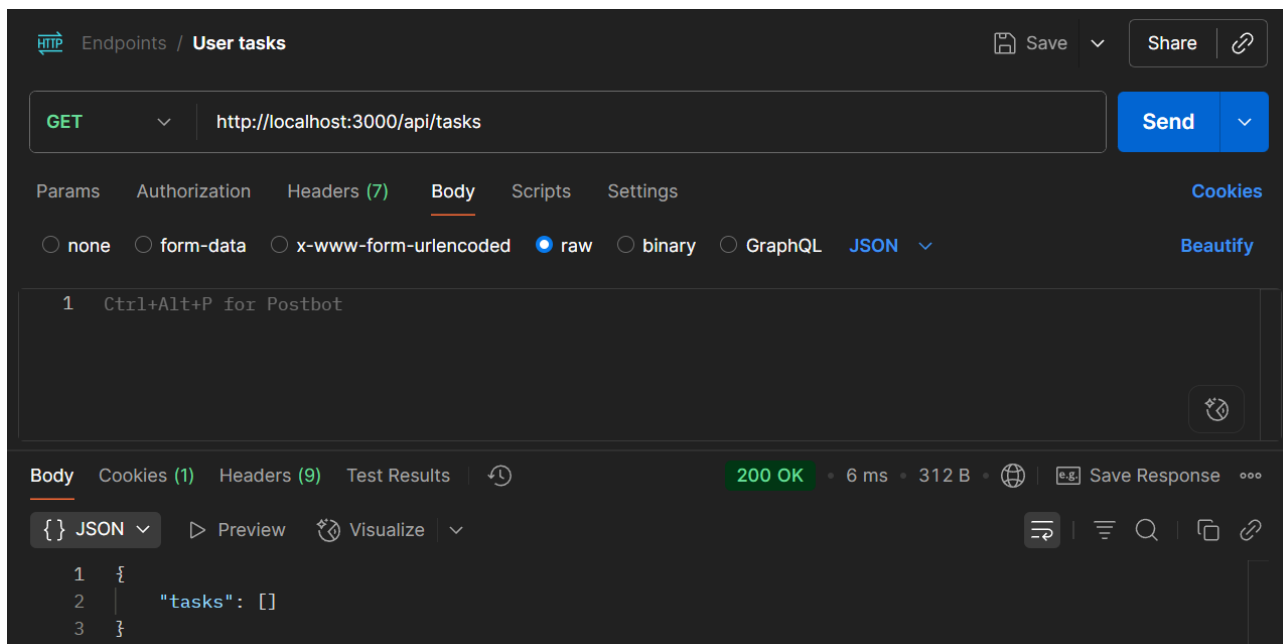 HTTP Endpoints / User tasks Save Share
GET http://localhost:3000/api/tasks Send
Params Authorization Headers (7) Body Scripts Settings Cookies
none form-data x-www-form-urlencoded raw binary GraphQL JSON Beautify
1 Ctrl+Alt+P for Postbot
Body Cookies (1) Headers (9) Test Results 200 OK • 6 ms • 312 B • e.g. Save Response
{} JSON Preview Visualize
1 {
2 "tasks": []
3 }